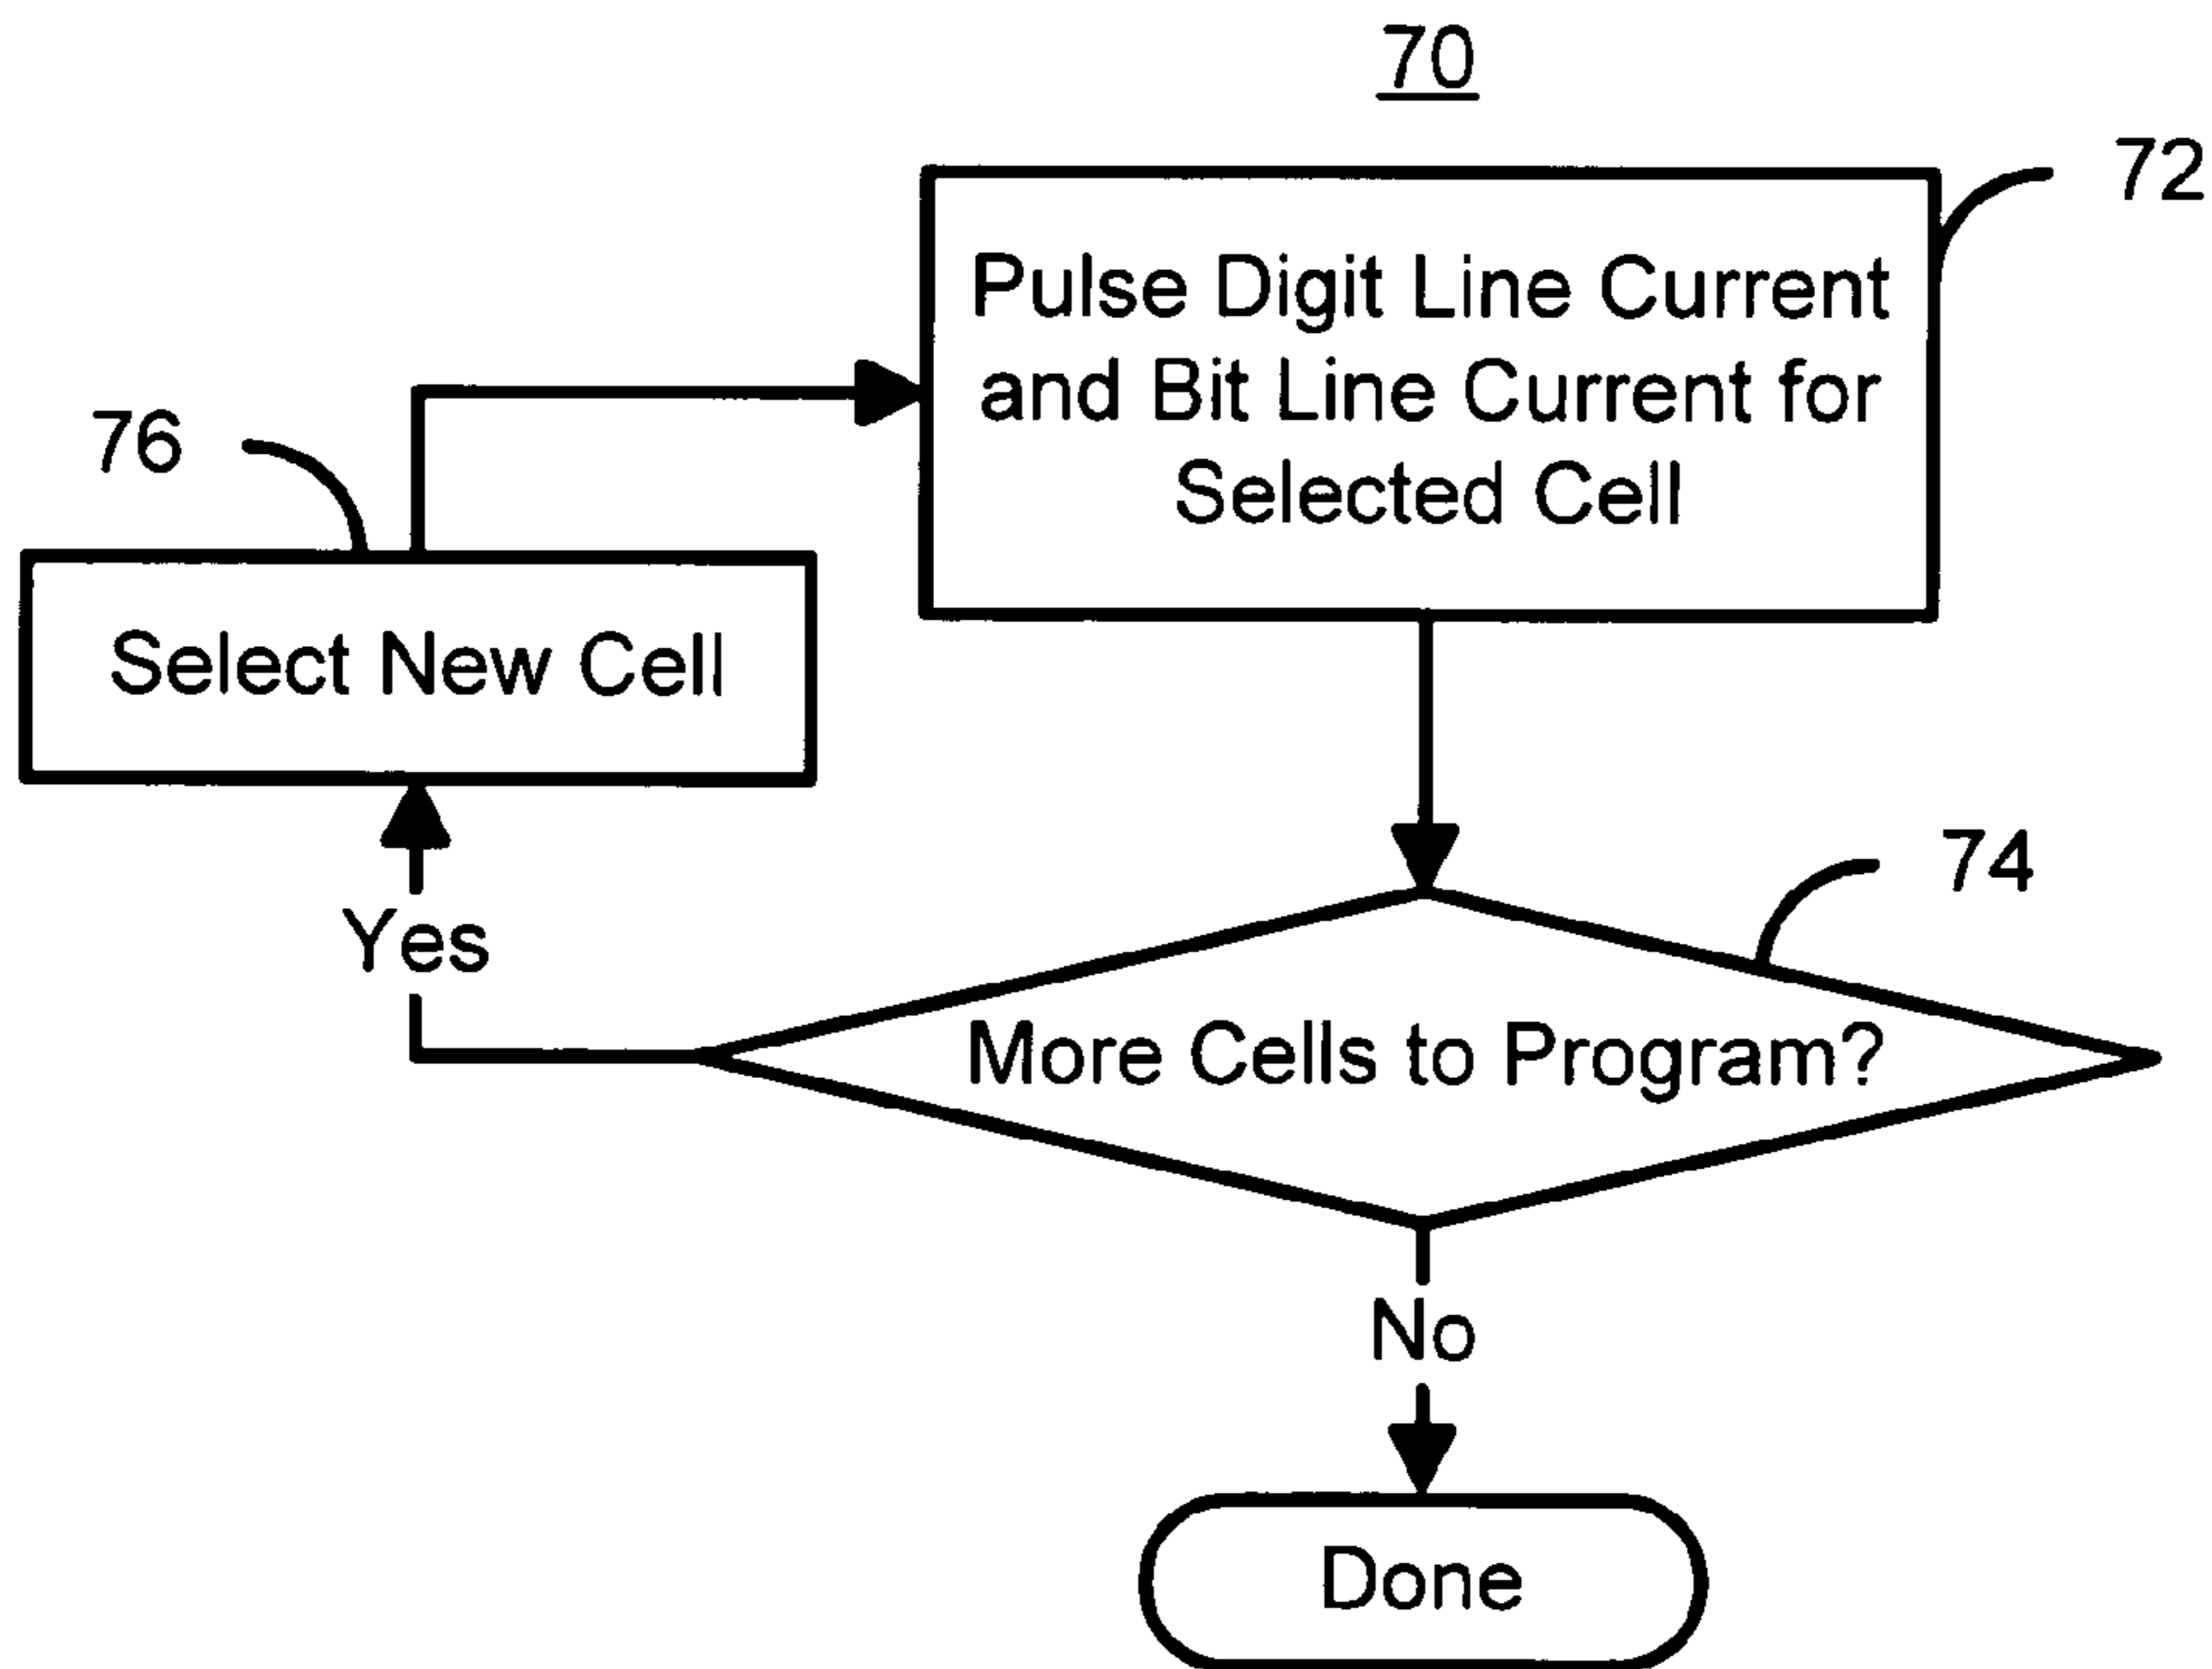 70
72
Pulse Digit Line Current
and Bit Line Current for
Selected Cell
76
Select New Cell
74
Yes
More Cells to Program?
No
Done